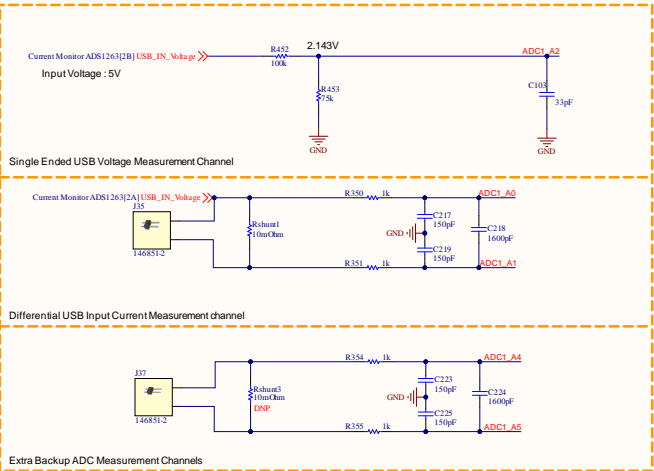 2.143V
R452
ADC1_A2
Current Monitor ADS1263[2B] USB_IN_Voltage
100k
Input Voltage : 5V
R453
75k
C103
33pF
GND
GND
Single Ended USB Voltage Measurement Channel
Current Monitor ADS1263[2A] USB_IN_Voltage
R350 1k
ADC1_A0
J35
C217
150pF
Rshunt1
10mOhm
GND
C218
1600pF
C219
150pF
146851-2
R351 1k
ADC1_A1
Differential USB Input Current Measurement channel
R354 1k
ADC1_A4
J37
C223
150pF
Rshunt3
10mOhm
DNP
GND
C224
1600pF
C225
150pF
146851-2
R355 1k
ADC1_A5
Extra Backup ADC Measurement Channels